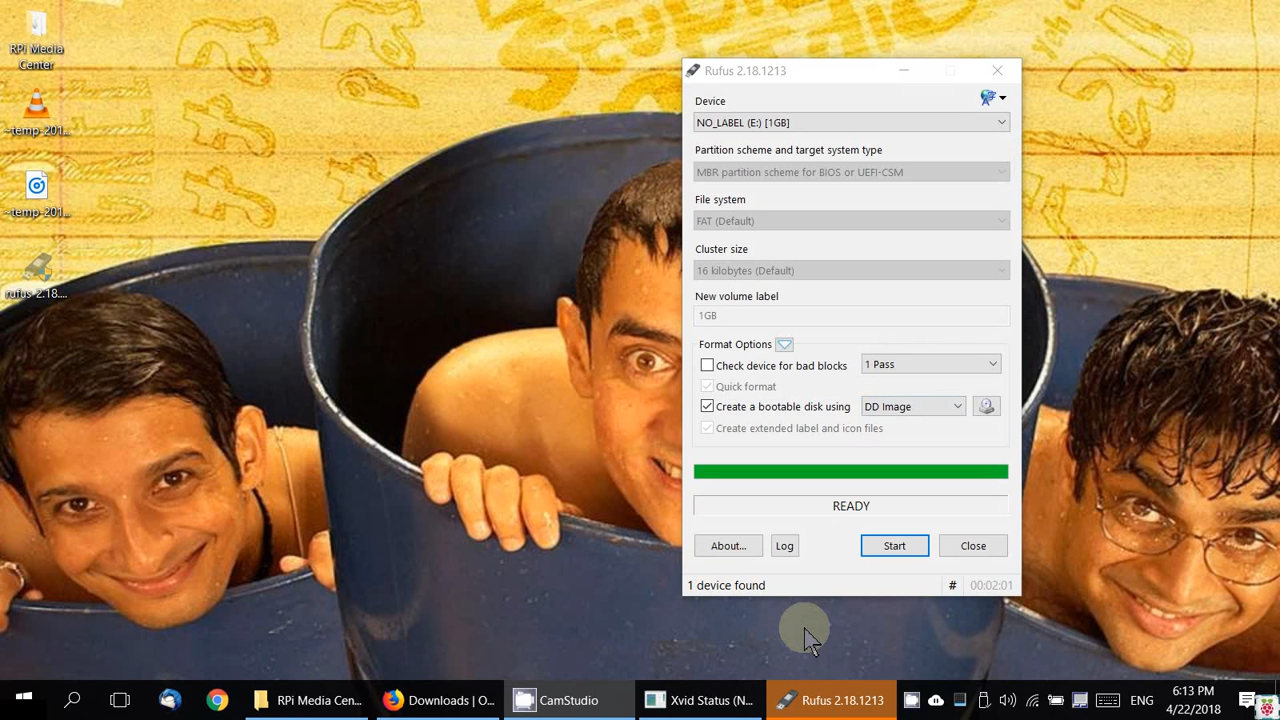 RPi Media
Center
~temp-201...
~temp-201...
rufus-2.18....
Rufus 2.18.1213
Device
NO_LABEL (E:) [1GB]
Partition scheme and target system type
MBR partition scheme for BIOS or UEFI-CSM
File system
FAT (Default)
Cluster size
16 kilobytes (Default)
New volume label
1GB
Format Options
Check device for bad blocks
1 Pass
Quick format
Create a bootable disk using
DD Image
Create extended label and icon files
READY
About...
Log
Start
Close
1 device found
#
00:02:01
RPi Media Cen...
Downloads | O...
CamStudio
Xvid Status (N...
Rufus 2.18.1213
ENG
6:13 PM
4/22/2018